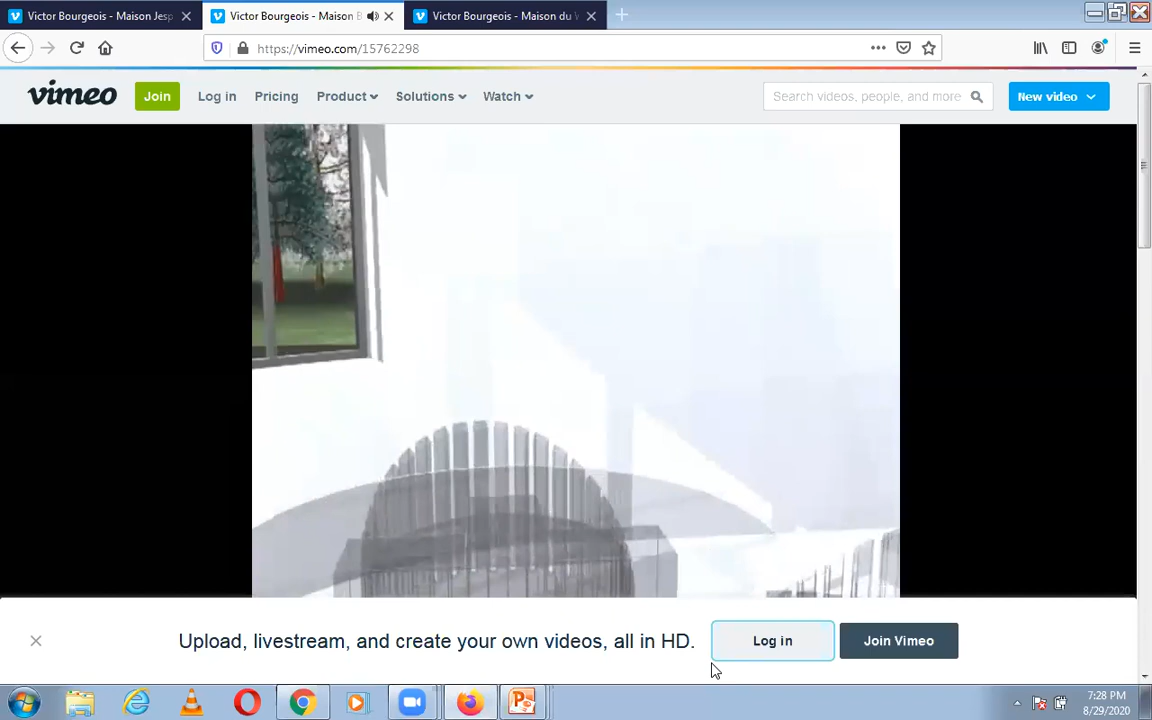 Victor Bourgeois - Maison Jesp
Victor Bourgeois - Maison B
Victor Bourgeois - Maison du V
https://vimeo.com/15762298
vimeo
Join
Log in
Pricing
Product
Solutions
Watch
Search videos, people, and more
New video
Upload, livestream, and create your own videos, all in HD.
Log in
Join Vimeo
7:28 PM
8/29/2020